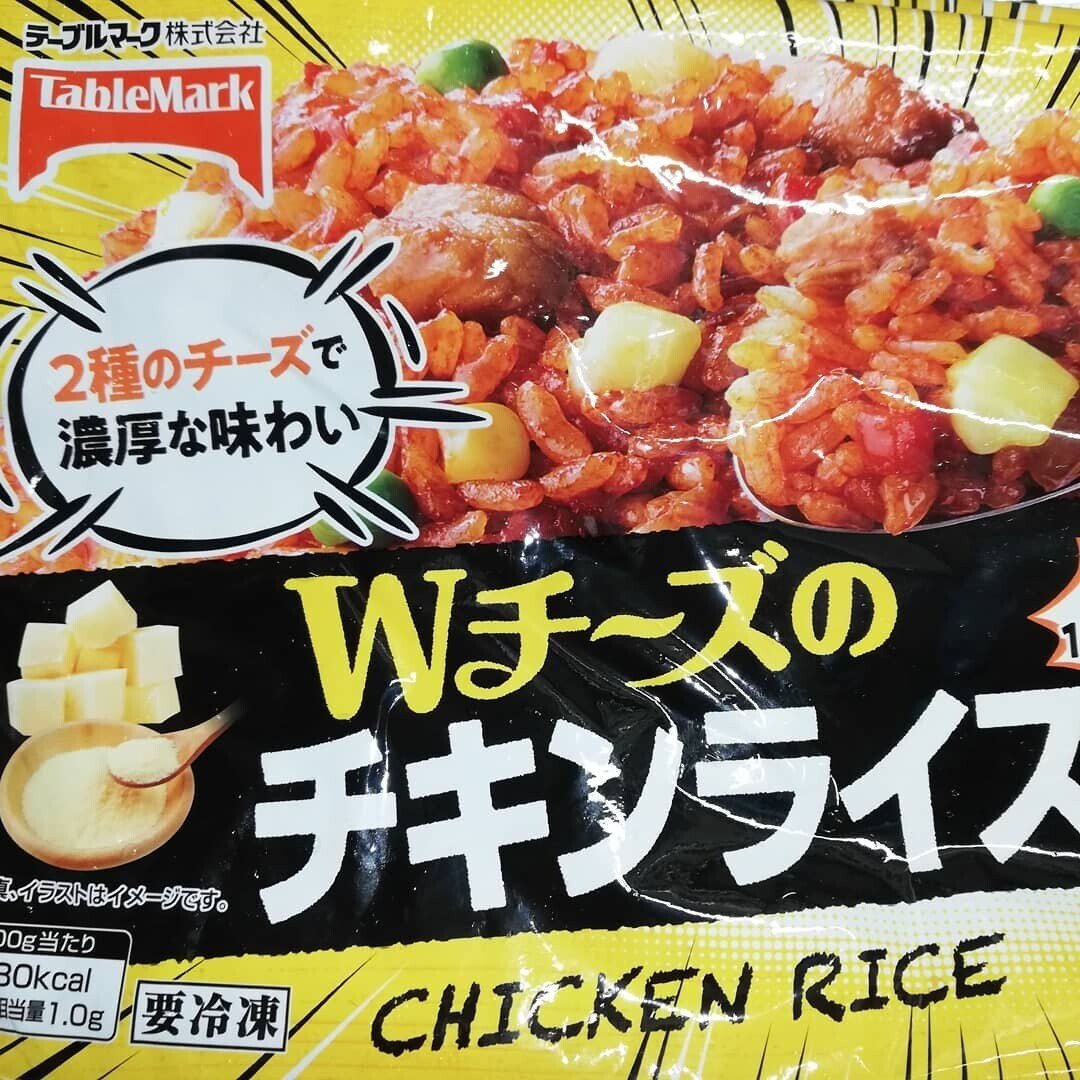 テーブルマーク株式会社
TableMark
2種のチーズで
濃厚な味わい
Wチーズの
チキンライス
真、イラストはイメージです。
00g当たり
80kcal
相当量1.0g
要冷凍
CHICKEN RICE